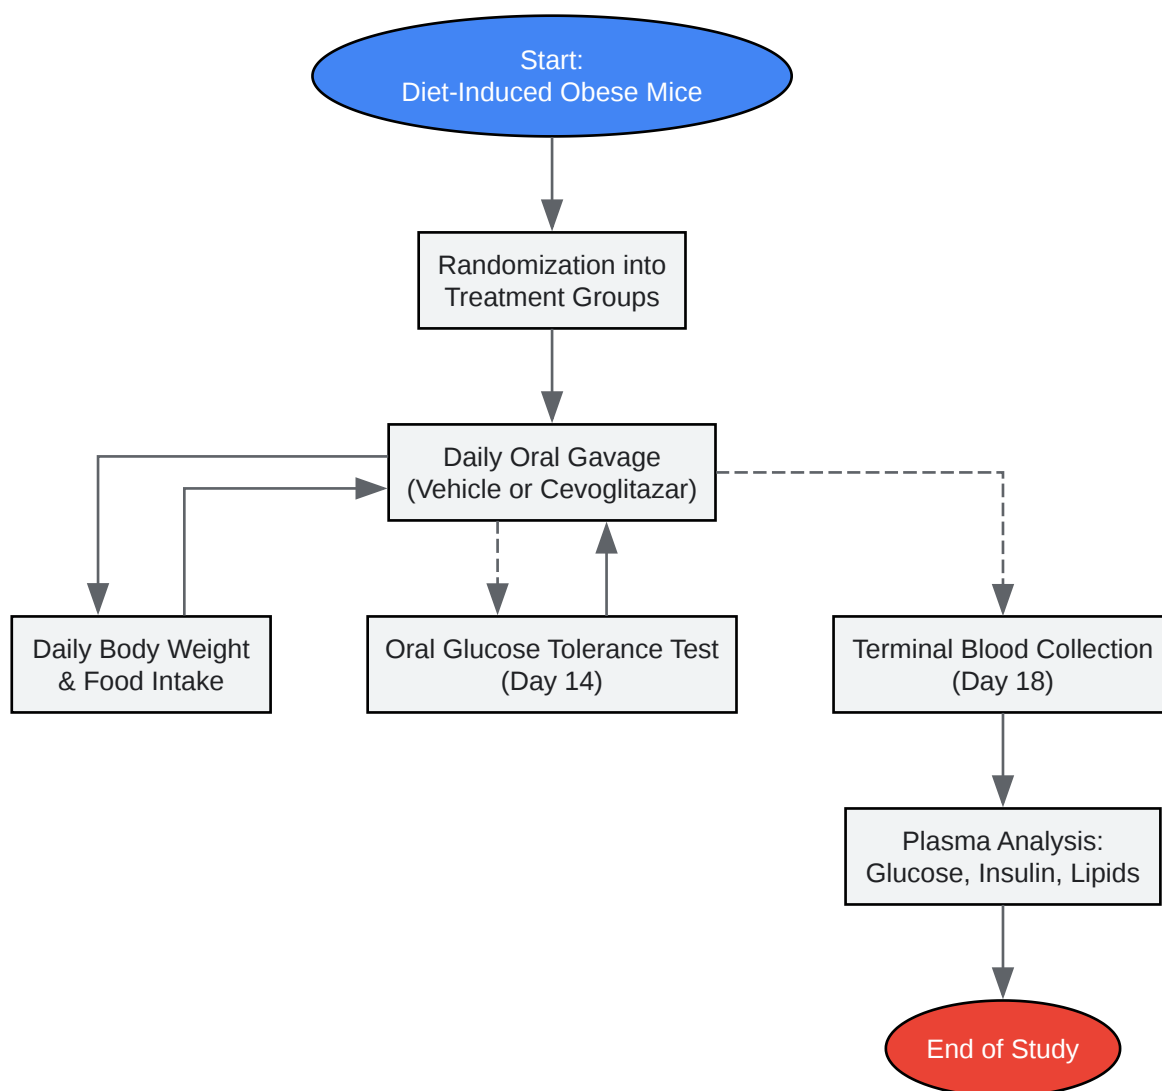 Start:
Diet-Induced Obese Mice
Randomization into
Treatment Groups
Daily Oral Gavage
(Vehicle or Cevoglitazar)
Daily Body Weight
& Food Intake
Oral Glucose Tolerance Test
(Day 14)
Terminal Blood Collection
(Day 18)
Plasma Analysis:
Glucose, Insulin, Lipids
End of Study